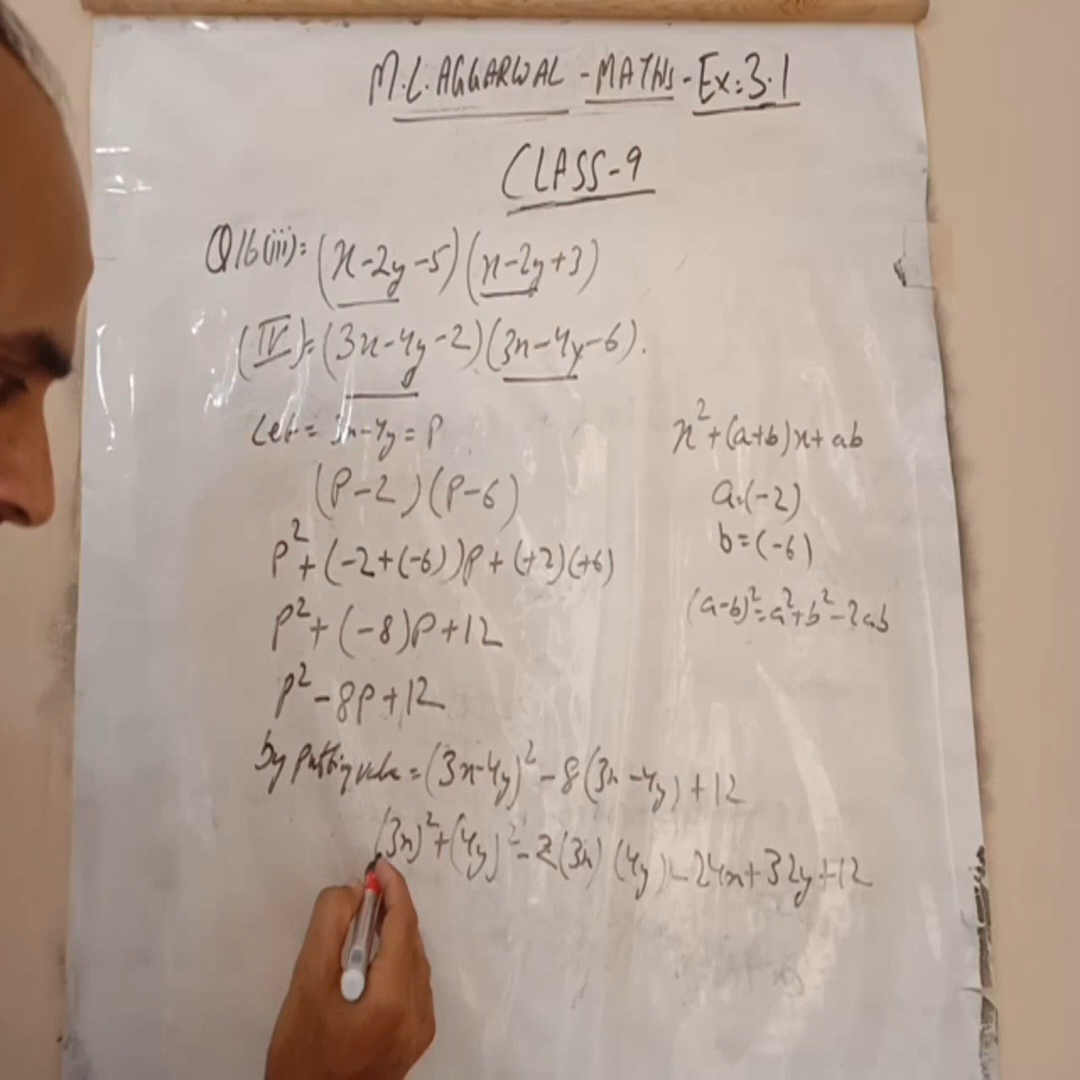 M.L.AGGARWAL - MATHS - Ex:3.1
CLASS-9
Q16(iii)= (x-2y-5)(x-2y+3)
(IV)=(3x-4y-2)(3x-4y-6).
Let = 3x-4y=P
(P-2)(P-6)
P²+(-2+(-6))P+(+2)(+6)
P²+(-8)P+12
P²-8P+12
x²+(a+b)x+ab
a=(-2)
b=(-6)
(a-b)²=a²+b²-2ab
by putting value = (3x-4y)²-8(3x-4y)+12
(3x)²+(4y)²-2(3x)(4y)-24x+32y+12